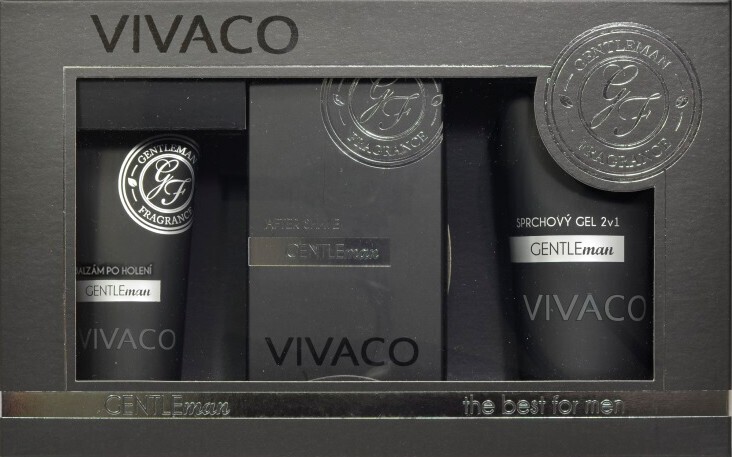 VIVACO
GENTLEMAN
GF
FRAGRANCE
GENTLEMAN
GF
FRAGRANCE
BALZÁM PO HOLENÍ
GENTLEman
VIVACO
GF
FRAGRANCE
AFTER SHAVE
GENTLEman
VIVACO
SPRCHOVÝ GEL 2v1
GENTLEman
VIVACO
GENTLEman
the best for men